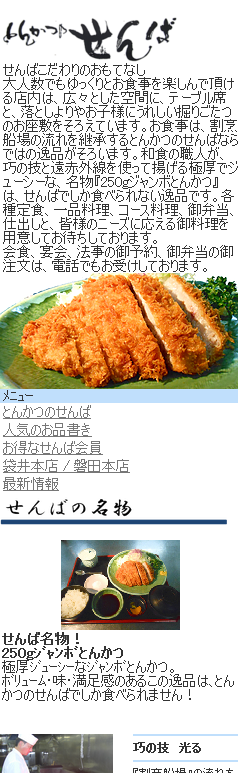 とんかつ せんば
せんばこだわりのおもてなし
大人数でもゆっくりとお食事を楽しんで頂け
る店内は、広々とした空間に、テーブル席
と、落としよりやお子様にうれしい掘りごたつ
のお座敷をそろえています。お食事は、割烹
船場の流れを継承するとんかつのせんばなら
ではの逸品がそろいます。和食の職人が、
巧の技と遠赤外線を使って揚げる極厚でジ
ューシーな、名物『250gジャンボとんかつ』
は、せんばでしか食べられない逸品です。各
種定食、一品料理、コース料理、御弁当、
仕出しと、皆様のニーズに応える御料理を
用意してお待ちしております。
会食、宴会、法事の御予約、御弁当の御
注文は、電話でもお受けしております。
メニュー
とんかつのせんば
人気のお品書き
お得なせんば会員
袋井本店 / 磐田本店
最新情報
せんばの名物
せんば名物！
250gジャンボとんかつ
極厚ジューシーなジャンボとんかつ。
ボリューム・味・満足感のあるこの逸品は、とん
かつのせんばでしか食べられません！
巧の技 光る
『割烹船場』の流れを